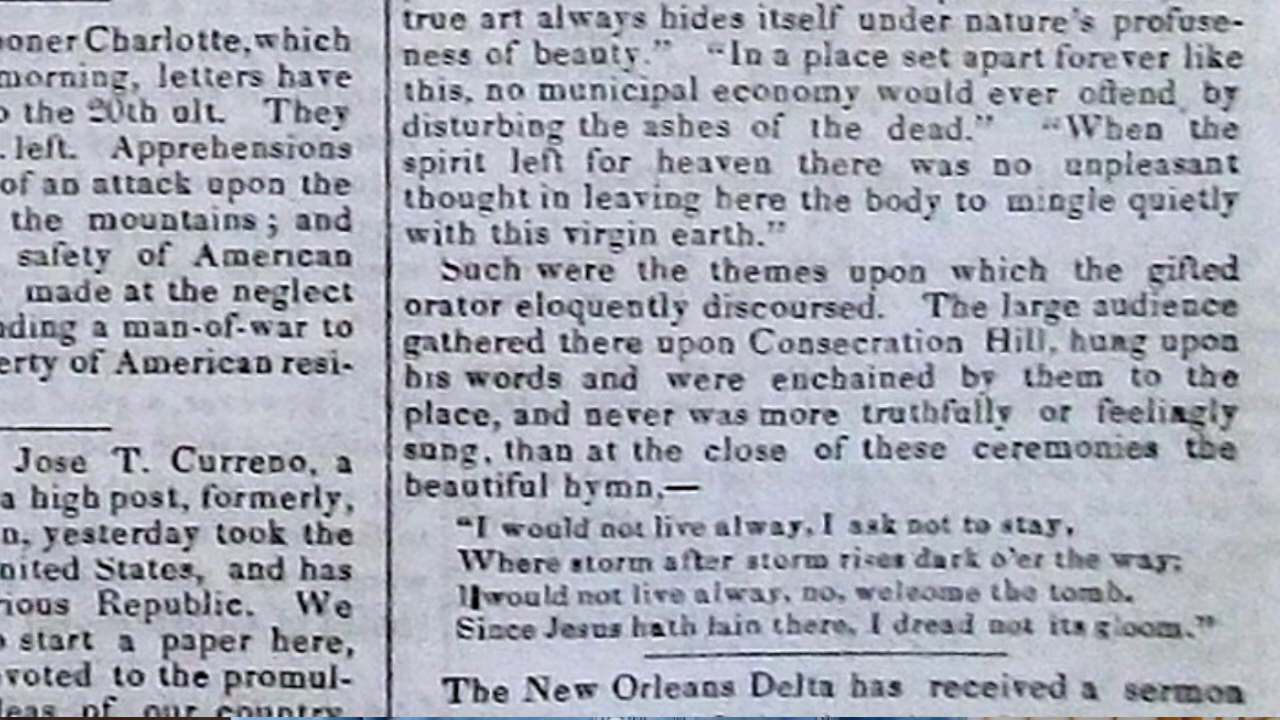 ooner Charlotte, which
morning, letters have
o the 20th ult. They
. left. Apprehensions
of an attack upon the
the mountains; and
safety of American
made at the neglect
nding a man-of-war to
erty of American resi-
Jose T. Curreno, a
a high post, formerly,
n, yesterday took the
nited States, and has
rious Republic. We
o start a paper here,
voted to the promul-
deas of our country
true art always hides itself under nature's profuse-
ness of beauty." "In a place set apart forever like
this, no municipal economy would ever offend by
disturbing the ashes of the dead." "When the
spirit left for heaven there was no unpleasant
thought in leaving here the body to mingle quietly
with this virgin earth."
Such were the themes upon which the gifted
orator eloquently discoursed. The large audience
gathered there upon Consecration Hill, hung upon
his words and were enchained by them to the
place, and never was more truthfully or feelingly
sung, than at the close of these ceremonies the
beautiful hymn,—
"I would not live alway, I ask not to stay,
Where storm after storm rises dark o'er the way;
I would not live alway, no, welcome the tomb,
Since Jesus hath lain there, I dread not its gloom."
The New Orleans Delta has received a sermon